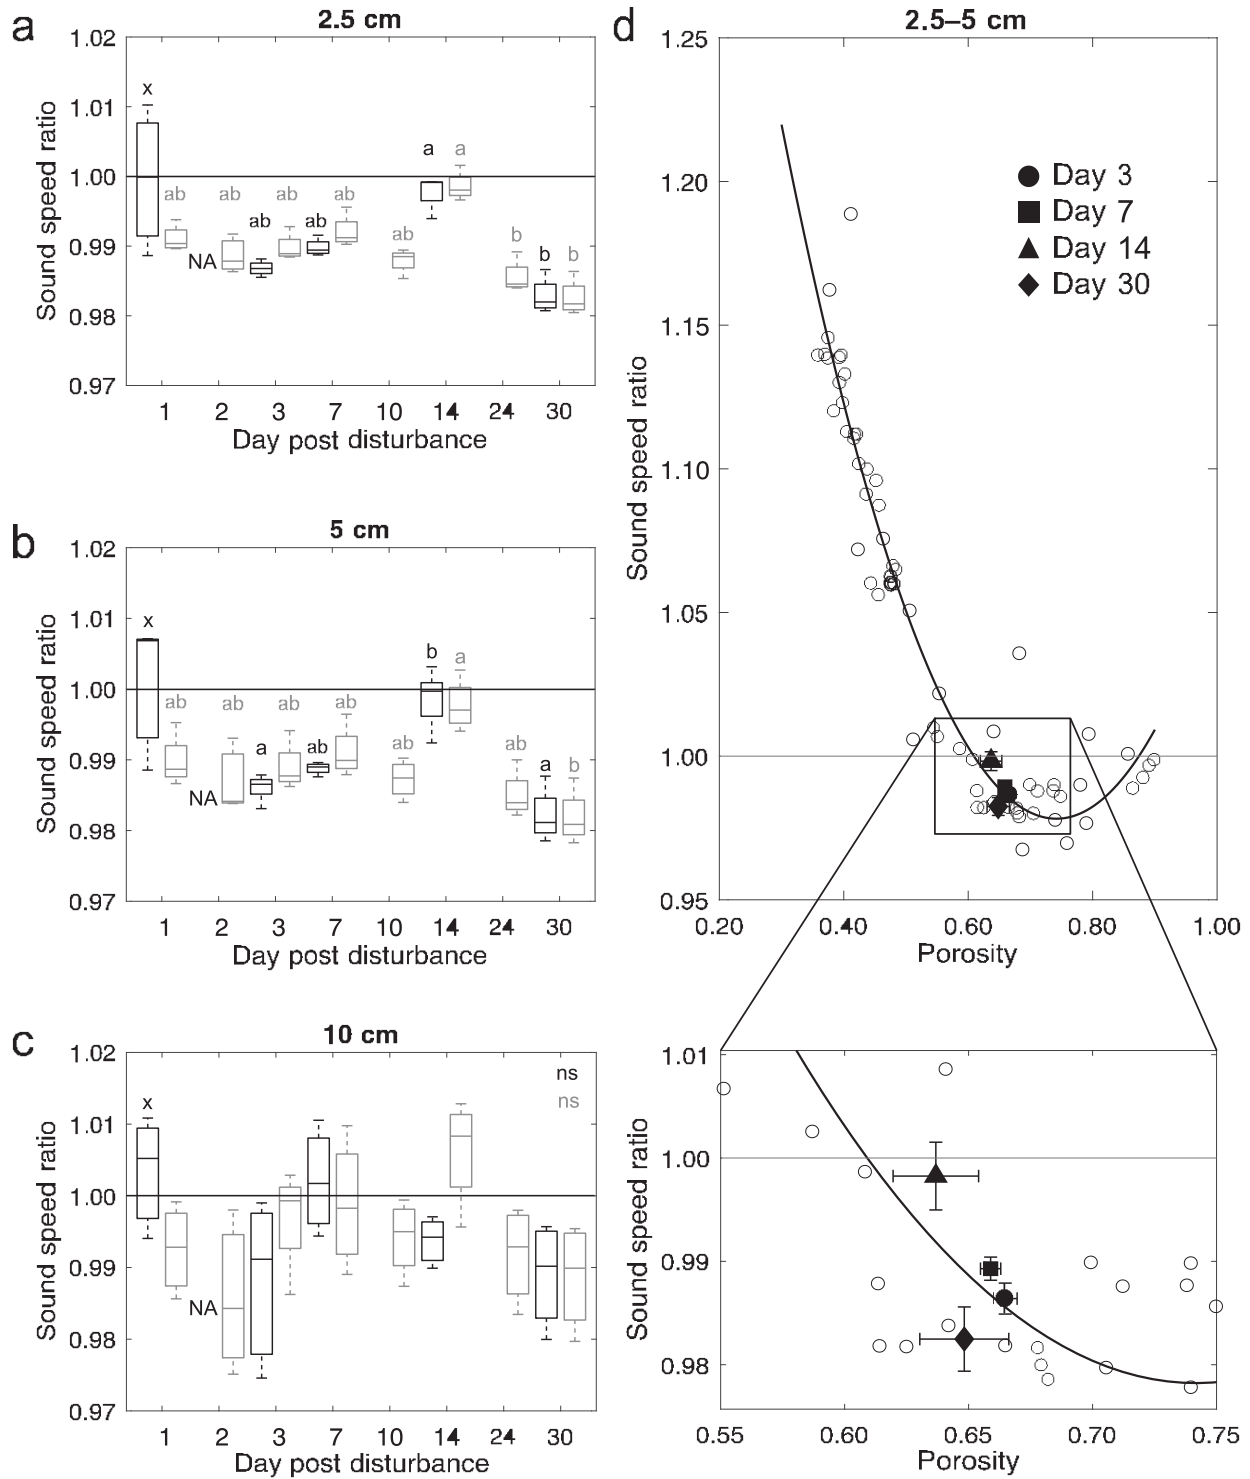 a
2.5 cm
1.02
1.01
1.00
0.99
0.98
0.97
Sound speed ratio
x
ab
NA
ab
ab
ab
ab
ab
ab
a
a
b
b
b
1 2 3 7 10 14 24 30
Day post disturbance
b
5 cm
1.02
1.01
1.00
0.99
0.98
0.97
Sound speed ratio
x
ab
NA
ab
a
ab
ab
ab
ab
b
a
ab
a
b
1 2 3 7 10 14 24 30
Day post disturbance
c
10 cm
1.02
1.01
1.00
0.99
0.98
0.97
Sound speed ratio
x
NA
ns
ns
1 2 3 7 10 14 24 30
Day post disturbance
d
2.5–5 cm
1.25
1.20
1.15
1.10
1.05
1.00
0.95
Sound speed ratio
Day 3
Day 7
Day 14
Day 30
0.20 0.40 0.60 0.80 1.00
Porosity
1.01
1.00
0.99
0.98
Sound speed ratio
0.55 0.60 0.65 0.70 0.75
Porosity